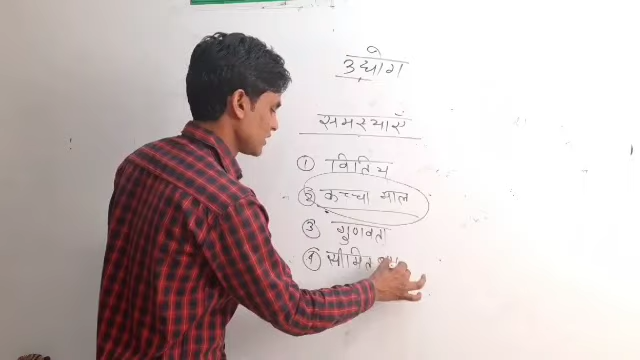 उद्योग
समस्याएँ
① वितिय
② कच्चा माल
③ गुणवता
④ सीमित